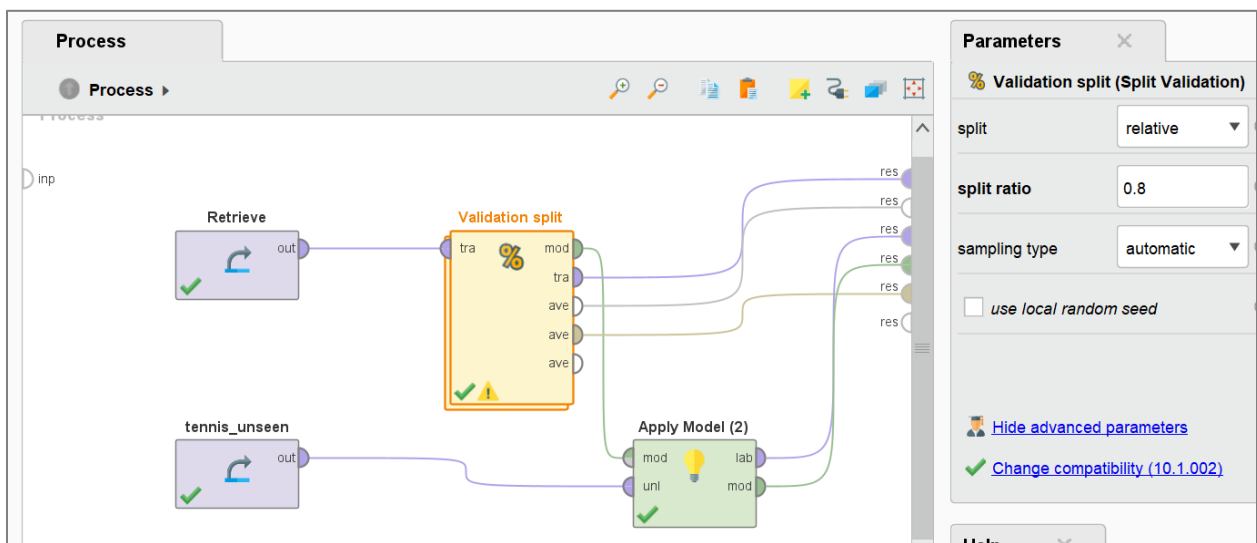 Process
Process
Process
inp
Retrieve
out
Validation split
tra
mod
tra
ave
ave
ave
tennis_unseen
out
Apply Model (2)
mod
lab
unl
mod
res
res
res
res
res
res
Parameters
Validation split (Split Validation)
split
relative
split ratio
0.8
sampling type
automatic
use local random seed
Hide advanced parameters
Change compatibility (10.1.002)
Help